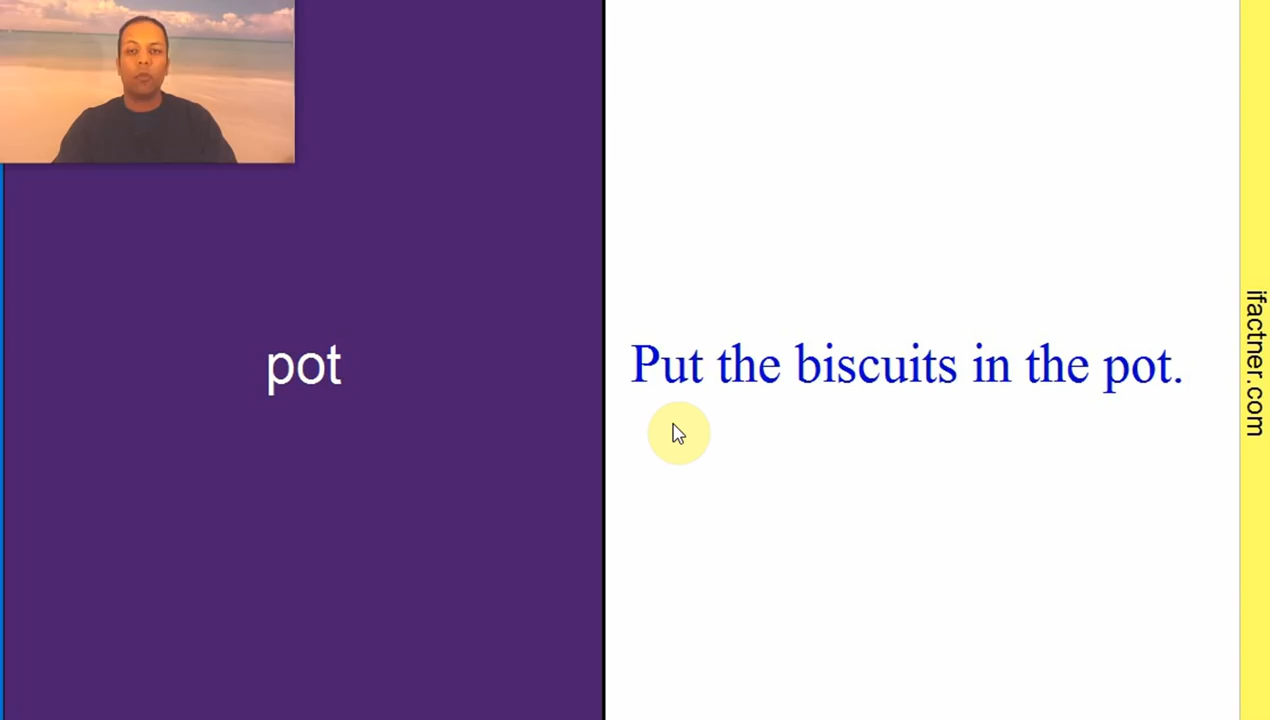 pot
Put the biscuits in the pot.
ifactner.com